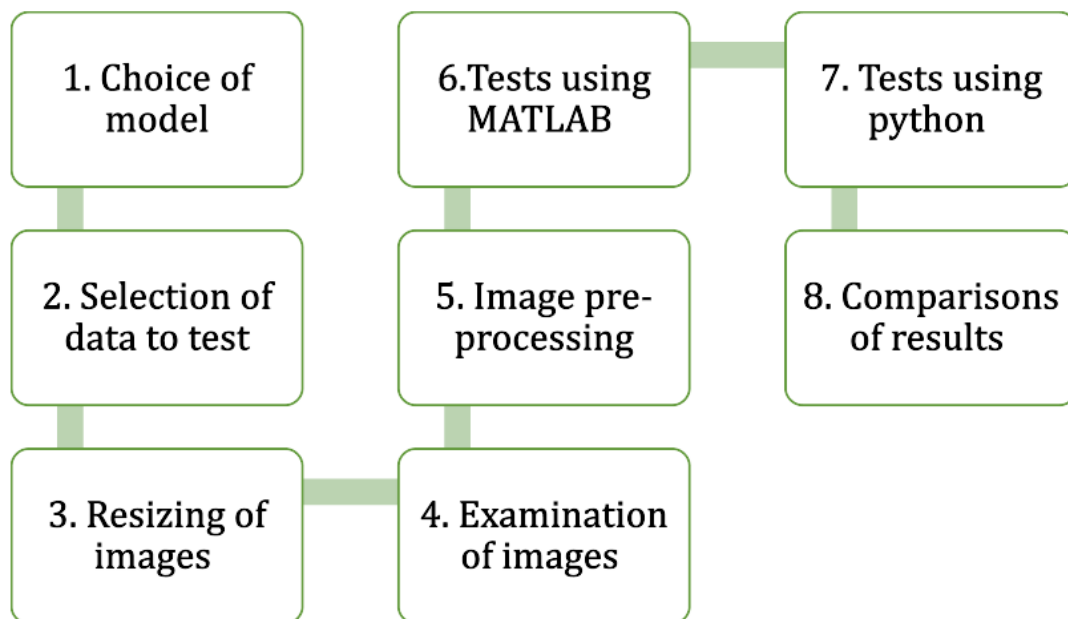 1. Choice of
model
2. Selection of
data to test
3. Resizing of
images
4. Examination
of images
5. Image pre-
processing
6.Tests using
MATLAB
7. Tests using
python
8. Comparisons
of results